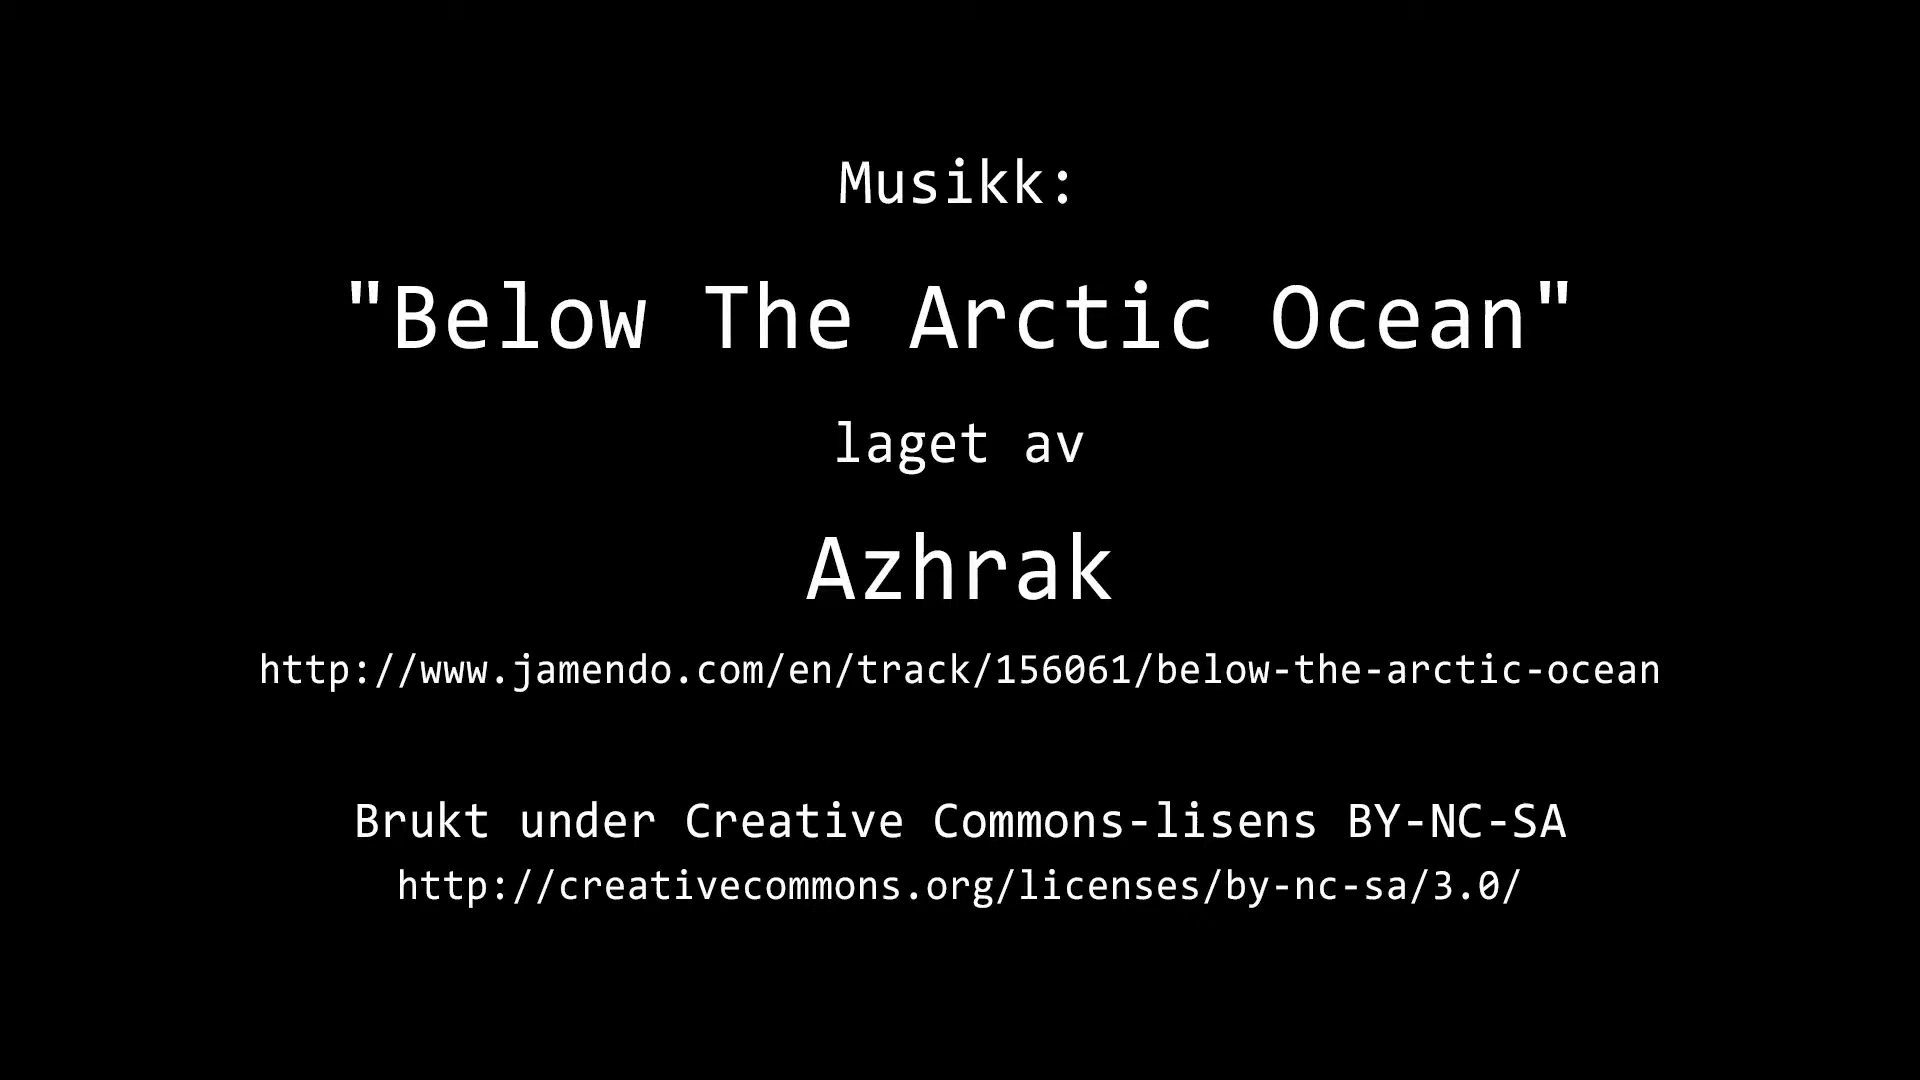 Musikk:
"Below The Arctic Ocean"
laget av
Azhrak
http://www.jamendo.com/en/track/156061/below-the-arctic-ocean
Brukt under Creative Commons-lisens BY-NC-SA
http://creativecommons.org/licenses/by-nc-sa/3.0/